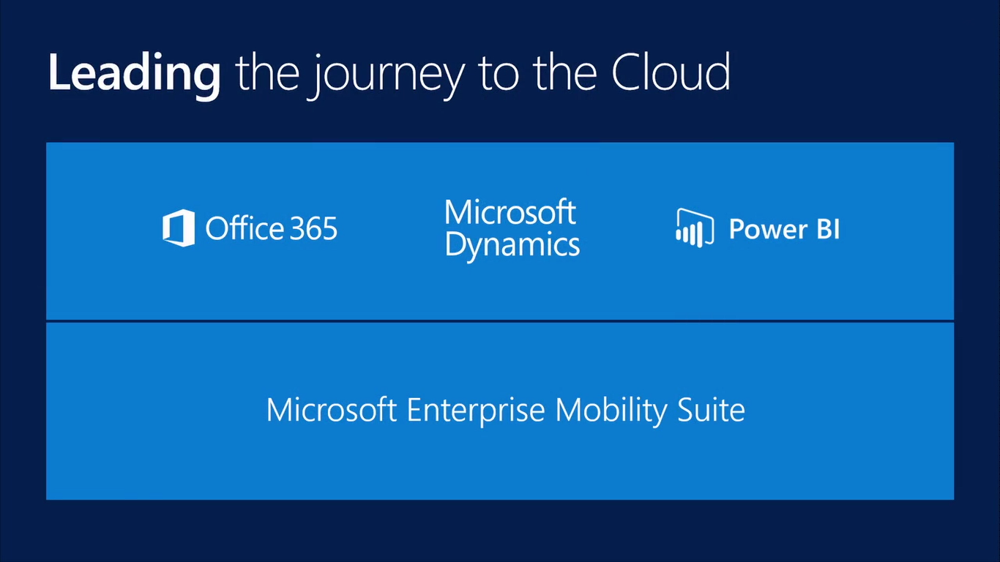 Leading the journey to the Cloud
Office 365
Microsoft
Dynamics
Power BI
Microsoft Enterprise Mobility Suite